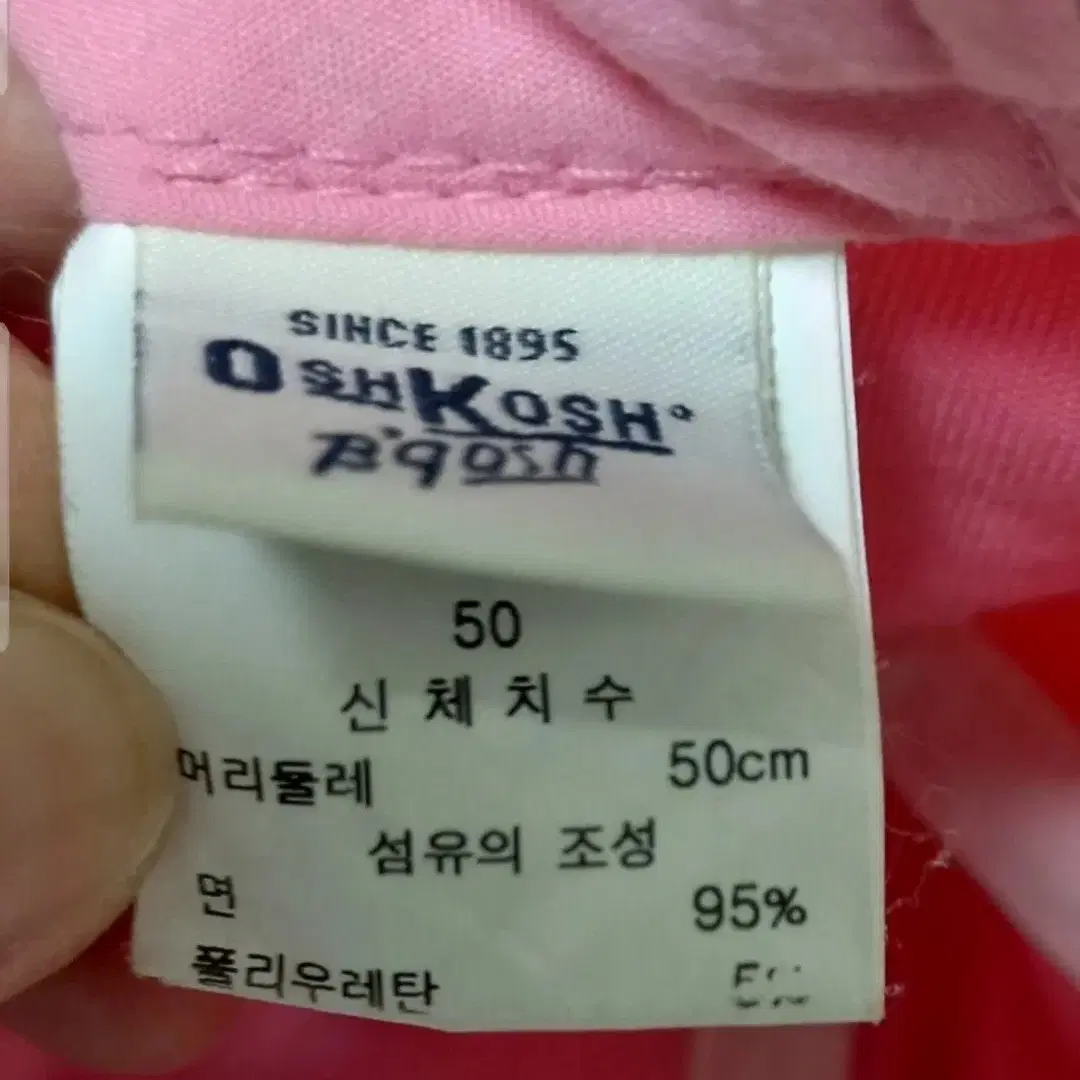 SINCE 1895
OSHKOSH
B'gosh
50
신체치수
머리둘레 50cm
섬유의 조성
면 95%
폴리우레탄 5%